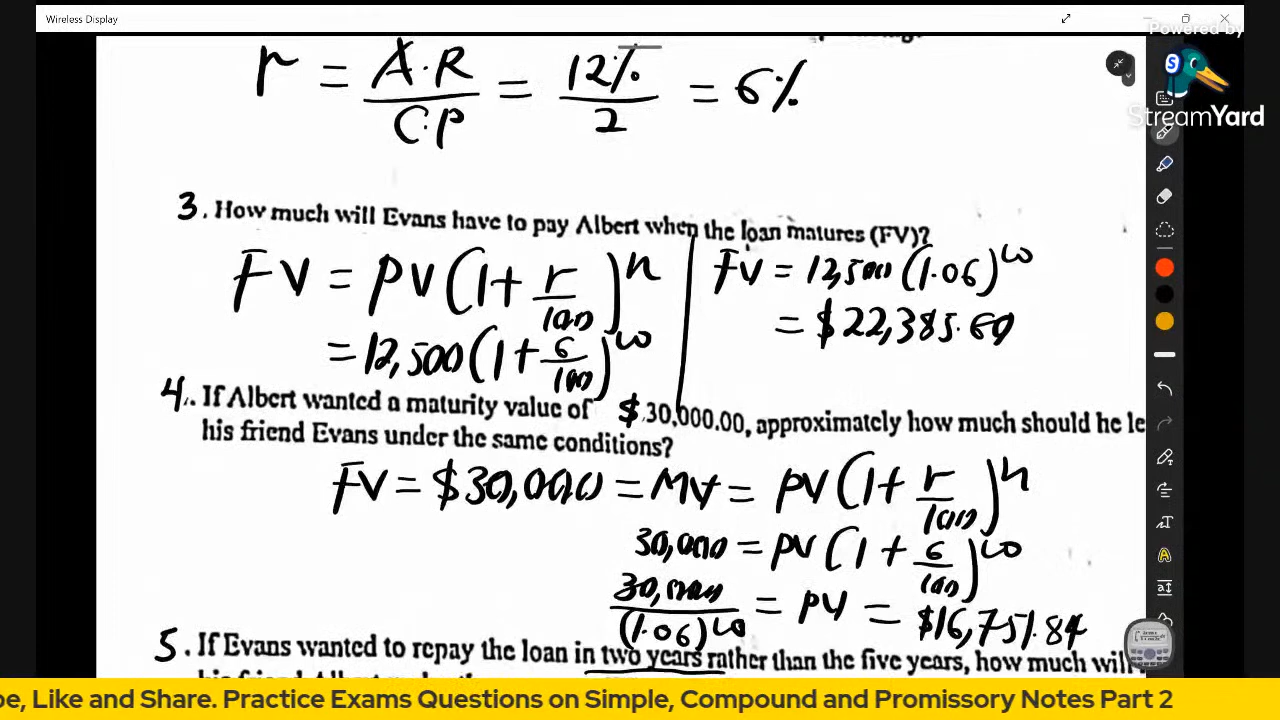 Wireless Display
Powered by
StreamYard
r = A.R / C.P = 12% / 2 = 6%
3. How much will Evans have to pay Albert when the loan matures (FV)?
FV = PV(1 + r/100)^n
= 12,500(1 + 6/100)^10
FV = 12,500(1.06)^10
= $22,385.60
4. If Albert wanted a maturity value of $30,000.00, approximately how much should he le
his friend Evans under the same conditions?
FV = $30,000 = MV = PV(1 + r/100)^n
30,000 = PV(1 + 6/100)^10
30,000 / (1.06)^10 = PV = $16,751.84
5. If Evans wanted to repay the loan in two years rather than the five years, how much will
his friend Albert
be, Like and Share. Practice Exams Questions on Simple, Compound and Promissory Notes Part 2